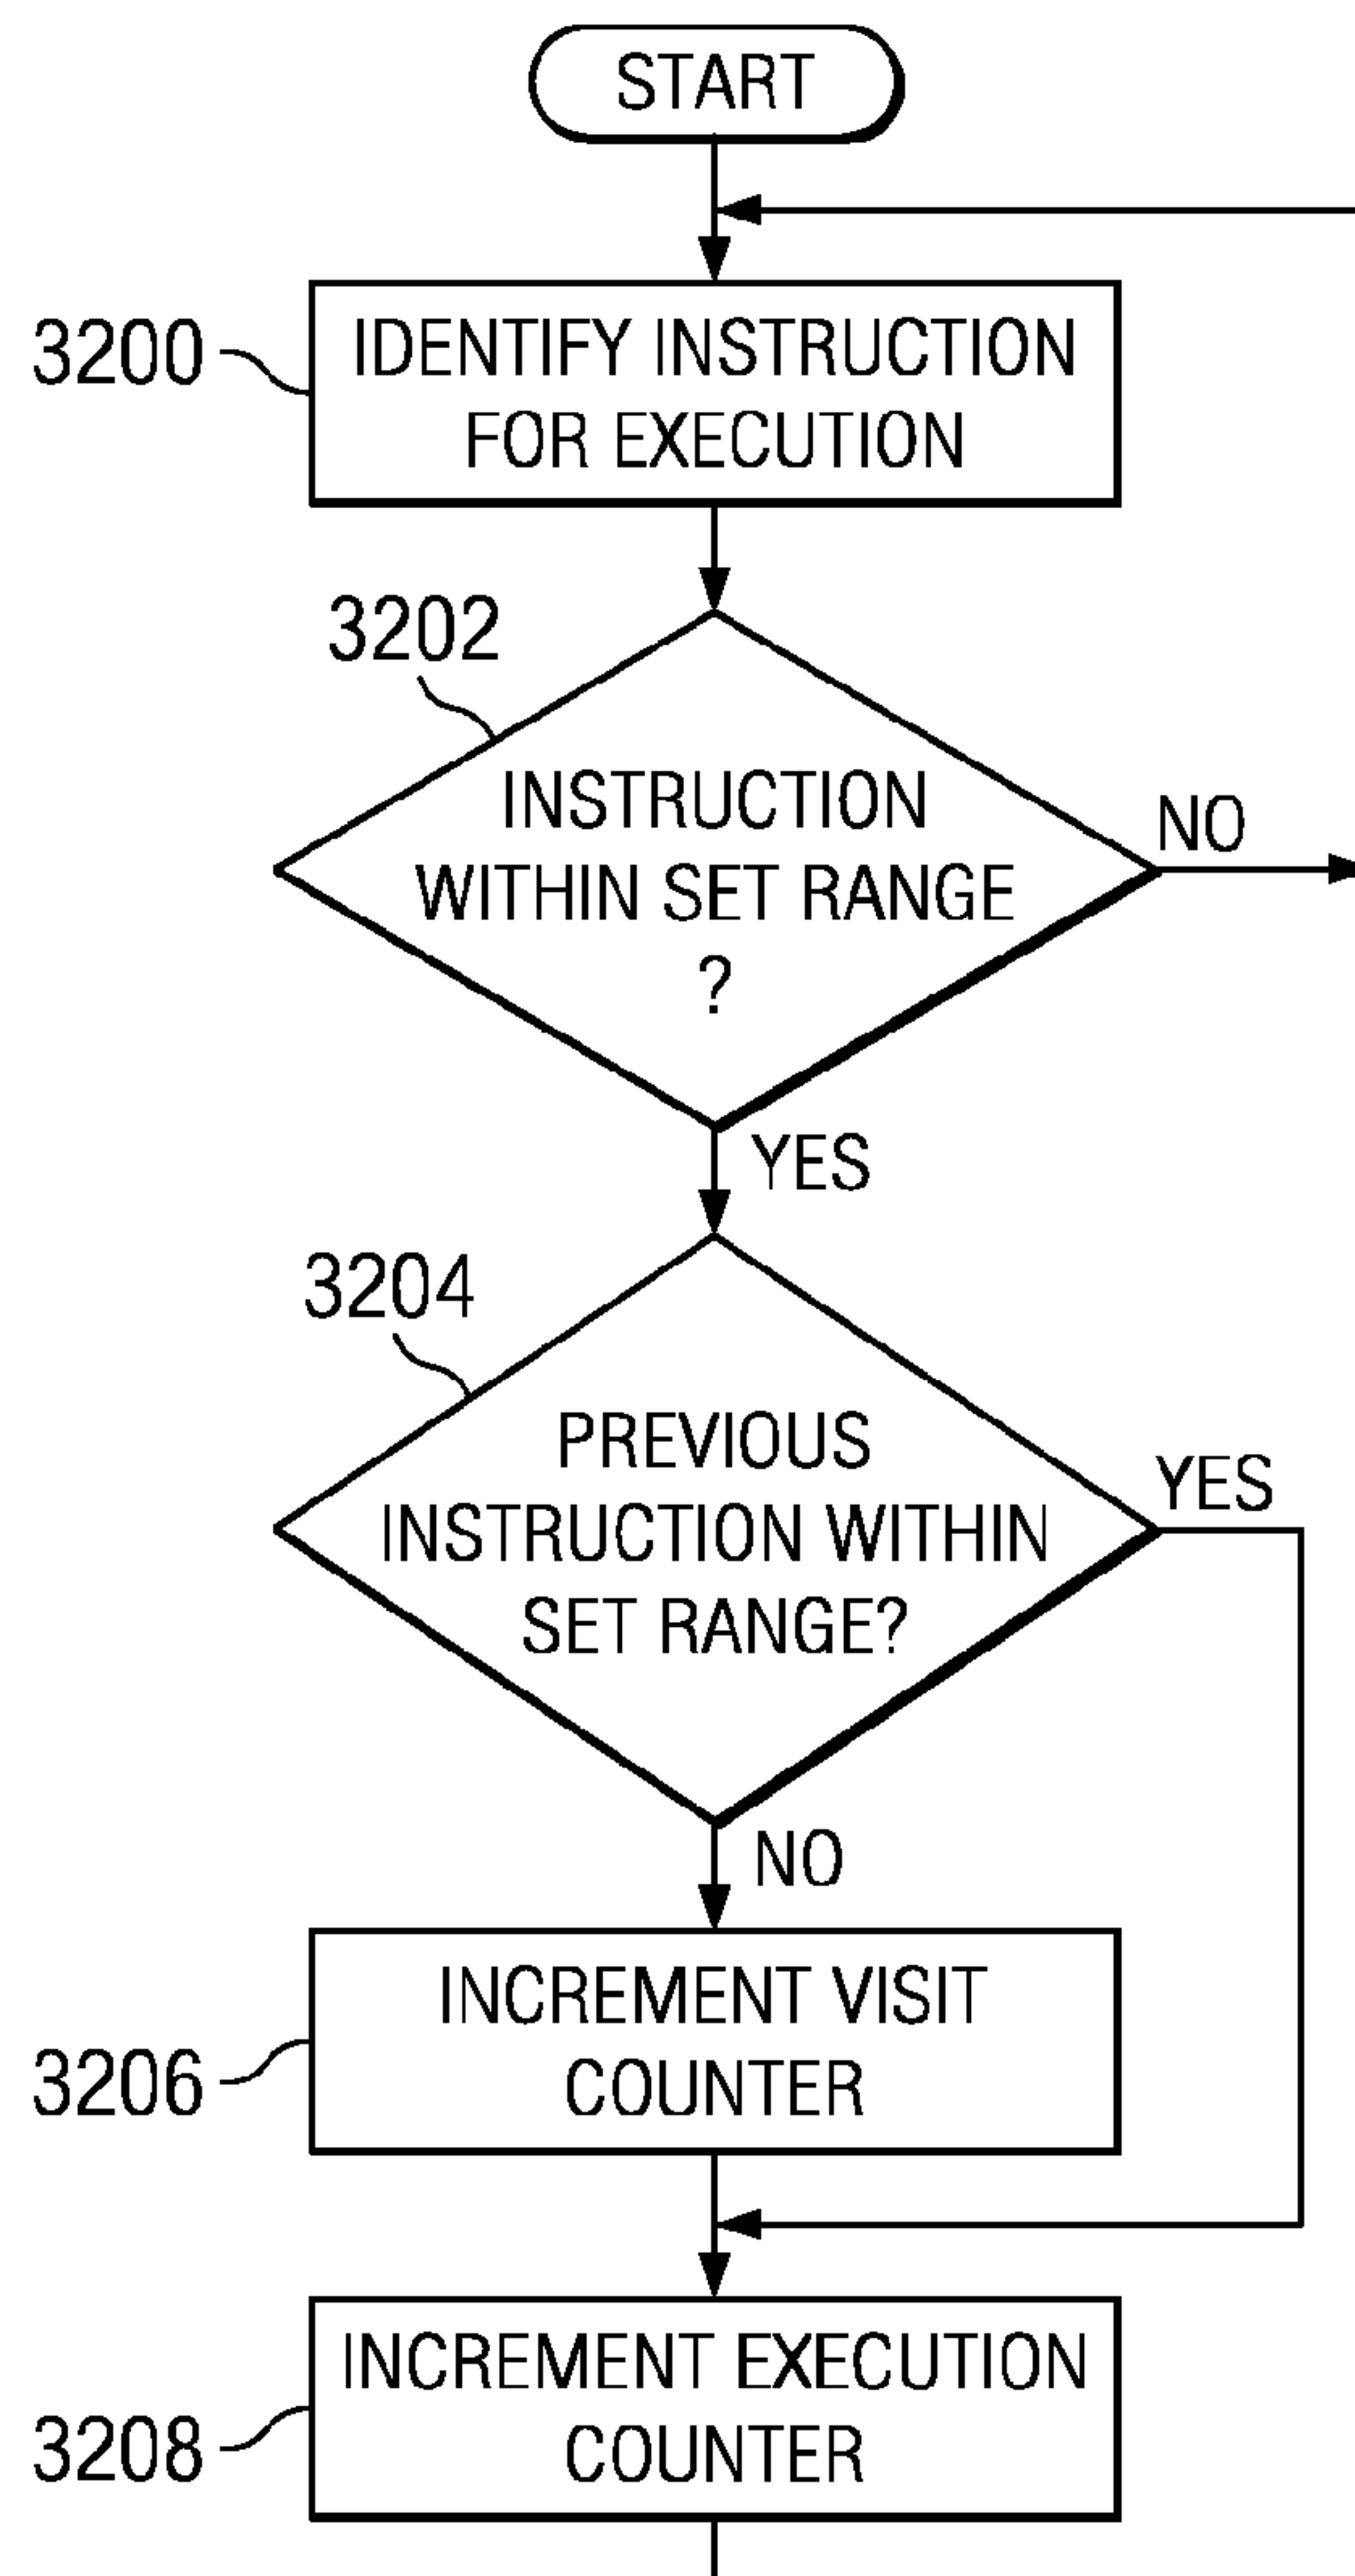 START
3200
IDENTIFY INSTRUCTION
FOR EXECUTION
3202
INSTRUCTION
WITHIN SET RANGE
?
NO
YES
3204
PREVIOUS
INSTRUCTION WITHIN
SET RANGE?
YES
NO
3206
INCREMENT VISIT
COUNTER
3208
INCREMENT EXECUTION
COUNTER